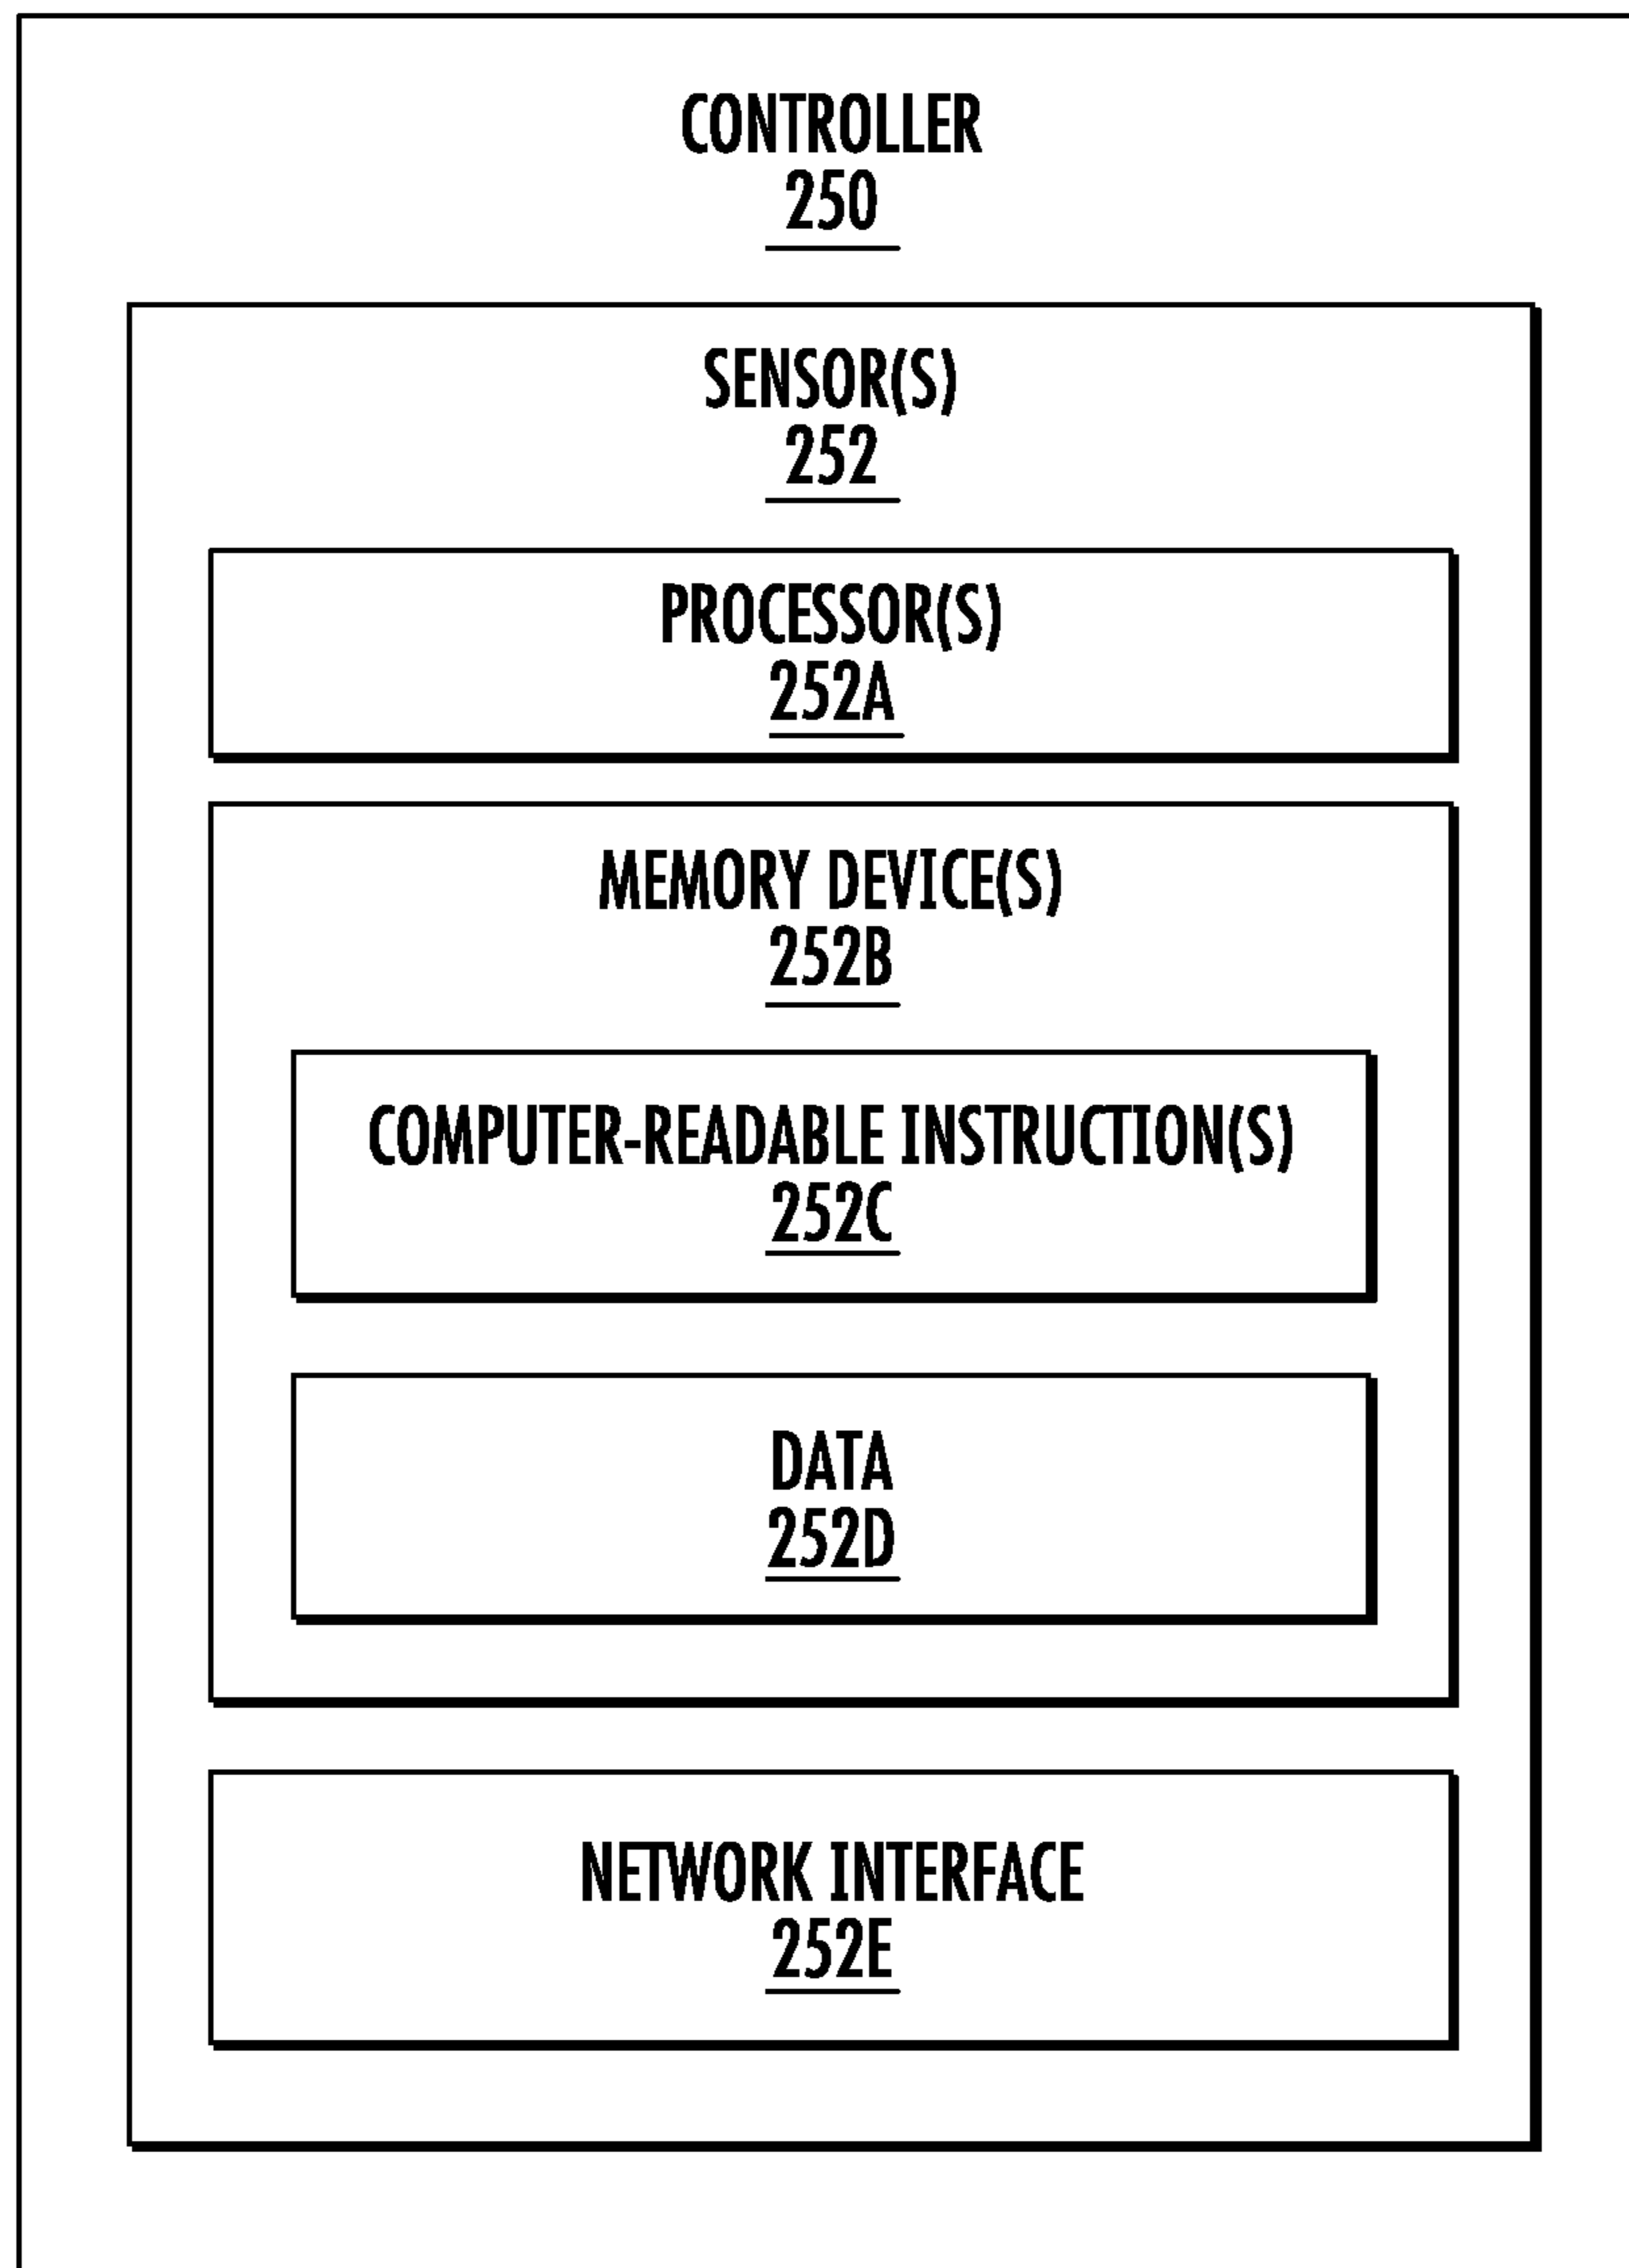 CONTROLLER
250
SENSOR(S)
252
PROCESSOR(S)
252A
MEMORY DEVICE(S)
252B
COMPUTER-READABLE INSTRUCTION(S)
252C
DATA
252D
NETWORK INTERFACE
252E